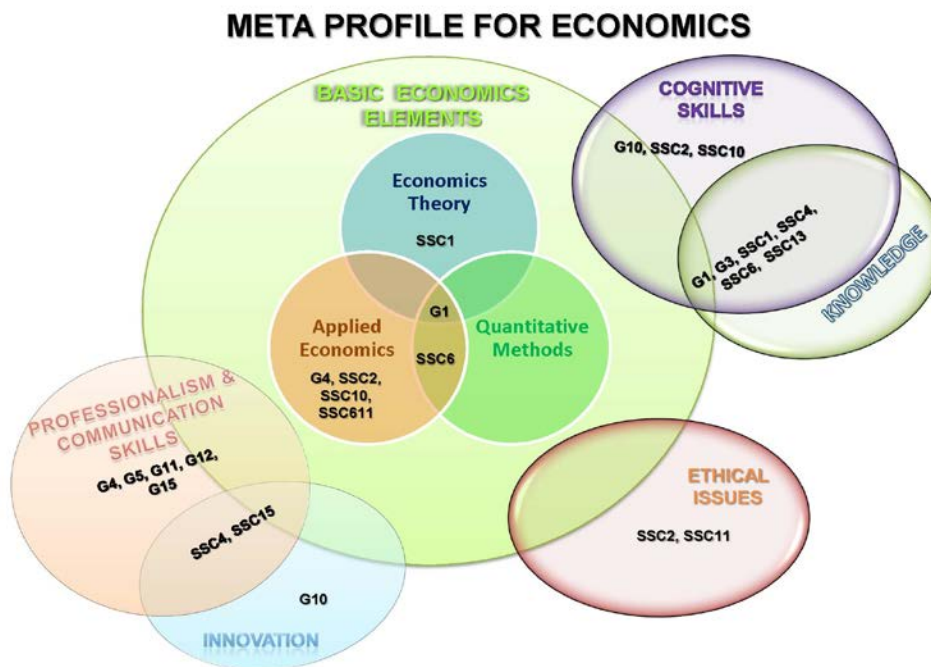 META PROFILE FOR ECONOMICS
BASIC ECONOMICS
ELEMENTS
COGNITIVE
SKILLS
G10, SSC2, SSC10
Economics
Theory
SSC1
G1, G3, SSC1, SSC4,
SSC6, SSC13
KNOWLEDGE
G1
Applied
Economics
Quantitative
Methods
SSC6
G4, SSC2,
SSC10,
SSC611
PROFESSIONALISM &
COMMUNICATION
SKILLS
G4, G5, G11, G12,
G15
SSC4, SSC15
ETHICAL
ISSUES
SSC2, SSC11
G10
INNOVATION